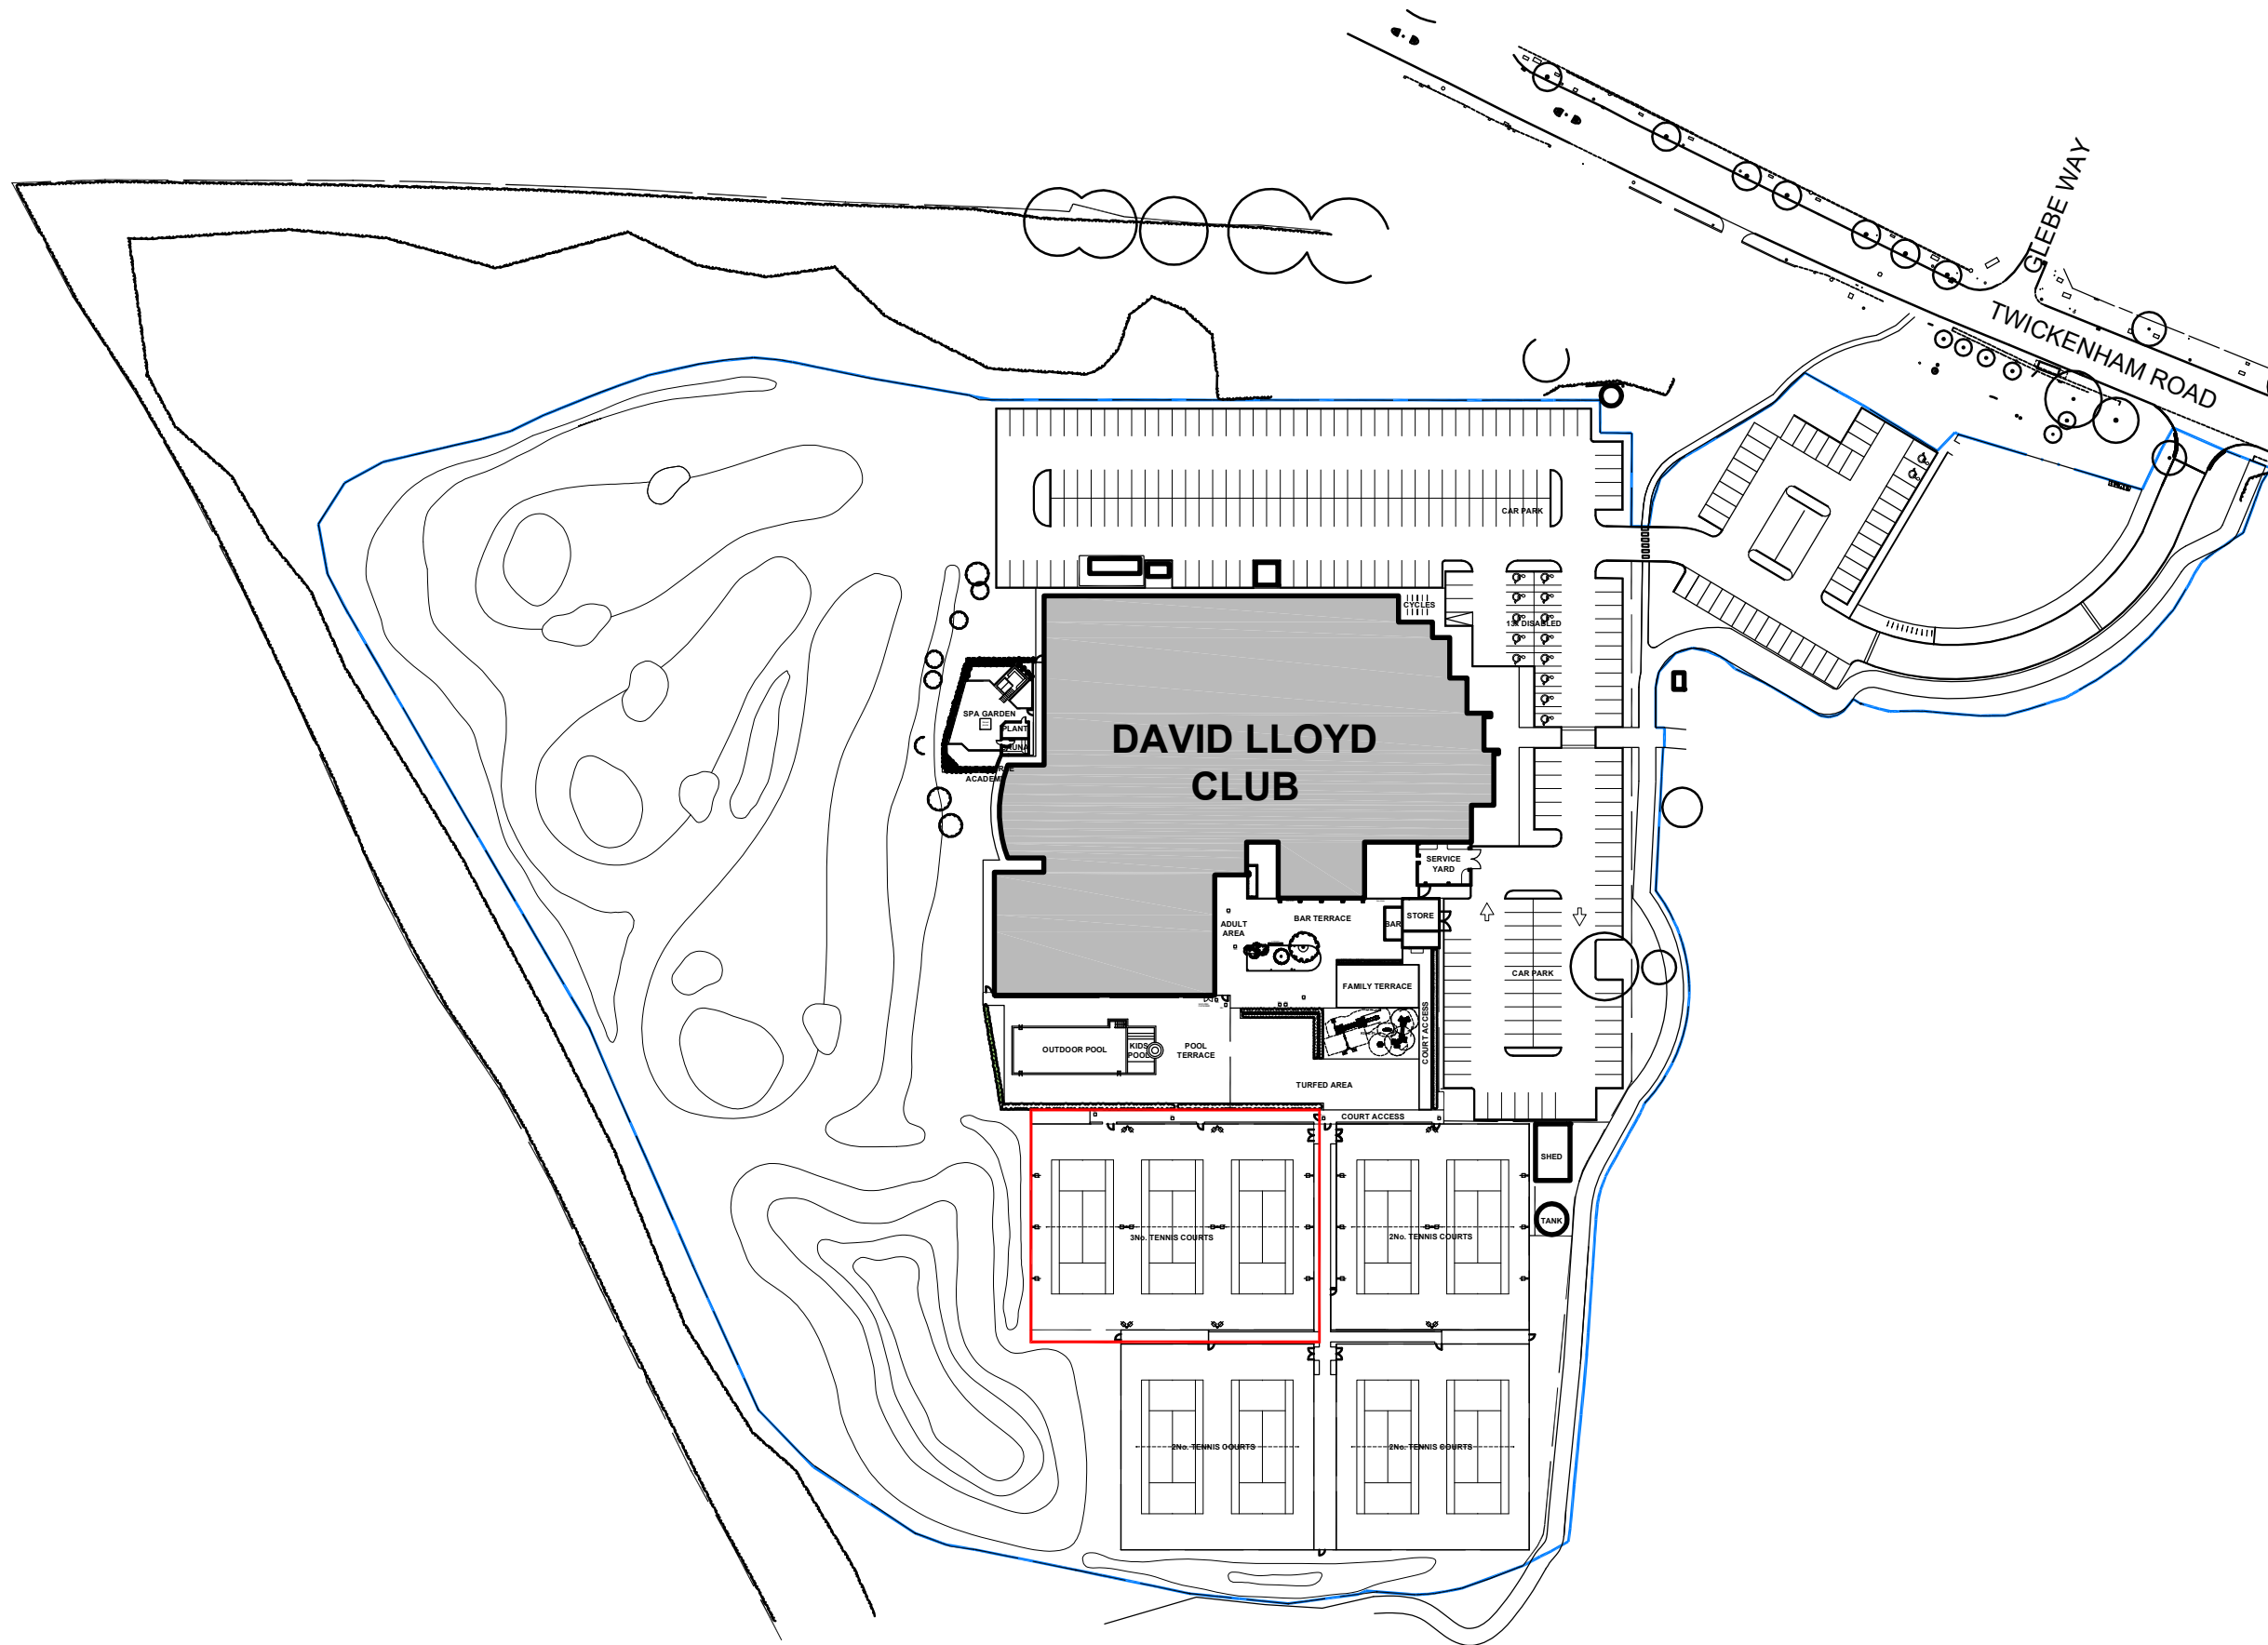 GLEBE WAY
TWICKENHAM ROAD
CAR PARK
CYCLES
13x DISABLED
SPA GARDEN
PLANT
SAUNA
ACADEMY
DAVID LLOYD
CLUB
SERVICE
YARD
ADULT
AREA
BAR TERRACE
BAR
STORE
FAMILY TERRACE
CAR PARK
COURT ACCESS
OUTDOOR POOL
KIDS
POOL
POOL
TERRACE
TURFED AREA
COURT ACCESS
SHED
TANK
3No. TENNIS COURTS
2No. TENNIS COURTS
2No. TENNIS COURTS
2No. TENNIS COURTS